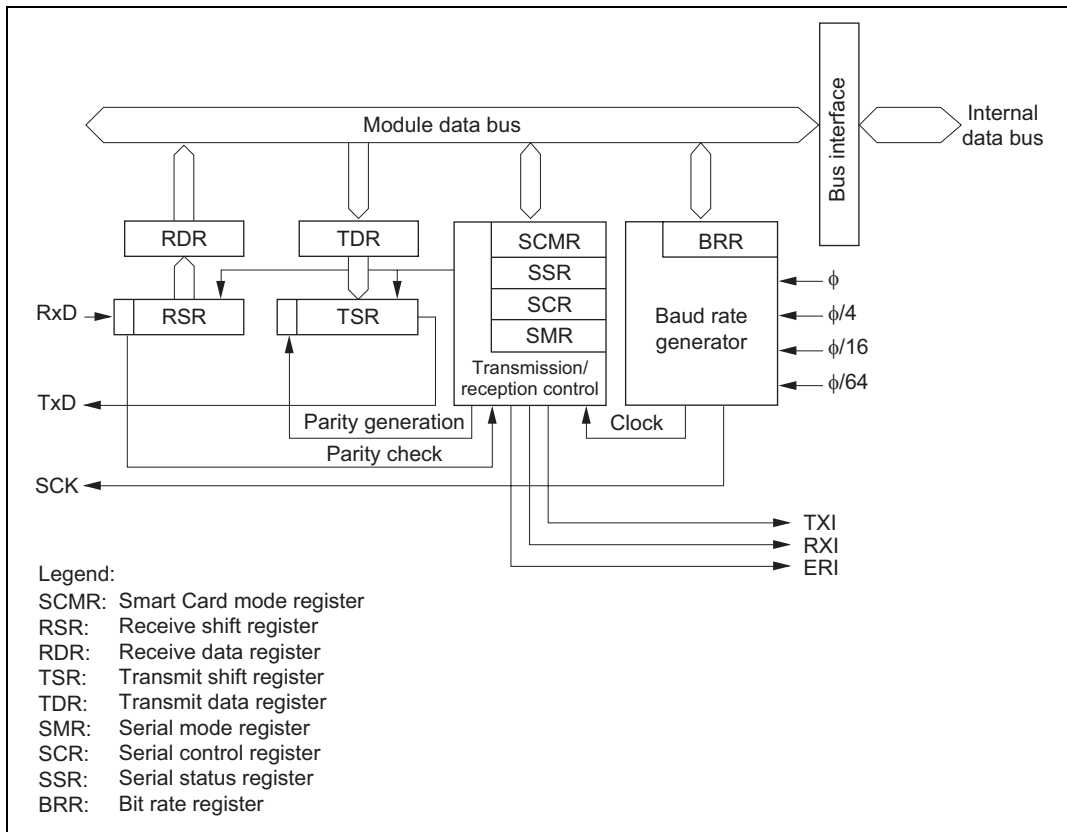 Module data bus
Bus interface
Internal
data bus
RDR
TDR
SCMR
SSR
SCR
SMR
Transmission/
reception control
BRR
Baud rate
generator
ϕ
ϕ/4
ϕ/16
ϕ/64
RxD
RSR
TSR
TxD
Parity generation
Parity check
Clock
SCK
TXI
RXI
ERI
Legend:
SCMR: Smart Card mode register
RSR: Receive shift register
RDR: Receive data register
TSR: Transmit shift register
TDR: Transmit data register
SMR: Serial mode register
SCR: Serial control register
SSR: Serial status register
BRR: Bit rate register